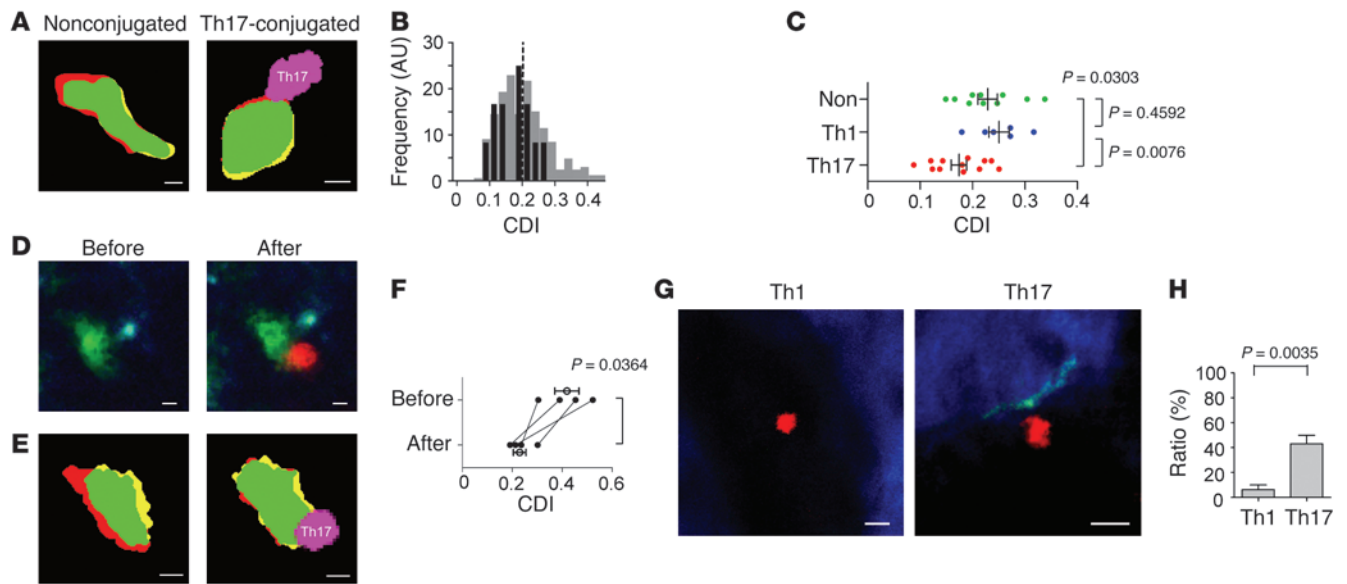 A
Nonconjugated
Th17-conjugated
Th17
B
Frequency (AU)
30
20
10
0
0 0.1 0.2 0.3 0.4
CDI
C
P = 0.0303
Non
P = 0.4592
Th1
P = 0.0076
Th17
0 0.1 0.2 0.3 0.4
CDI
D
Before
After
E
Th17
F
P = 0.0364
Before
After
0 0.2 0.4 0.6
CDI
G
Th1
Th17
H
P = 0.0035
Ratio (%)
100
80
60
40
20
0
Th1 Th17